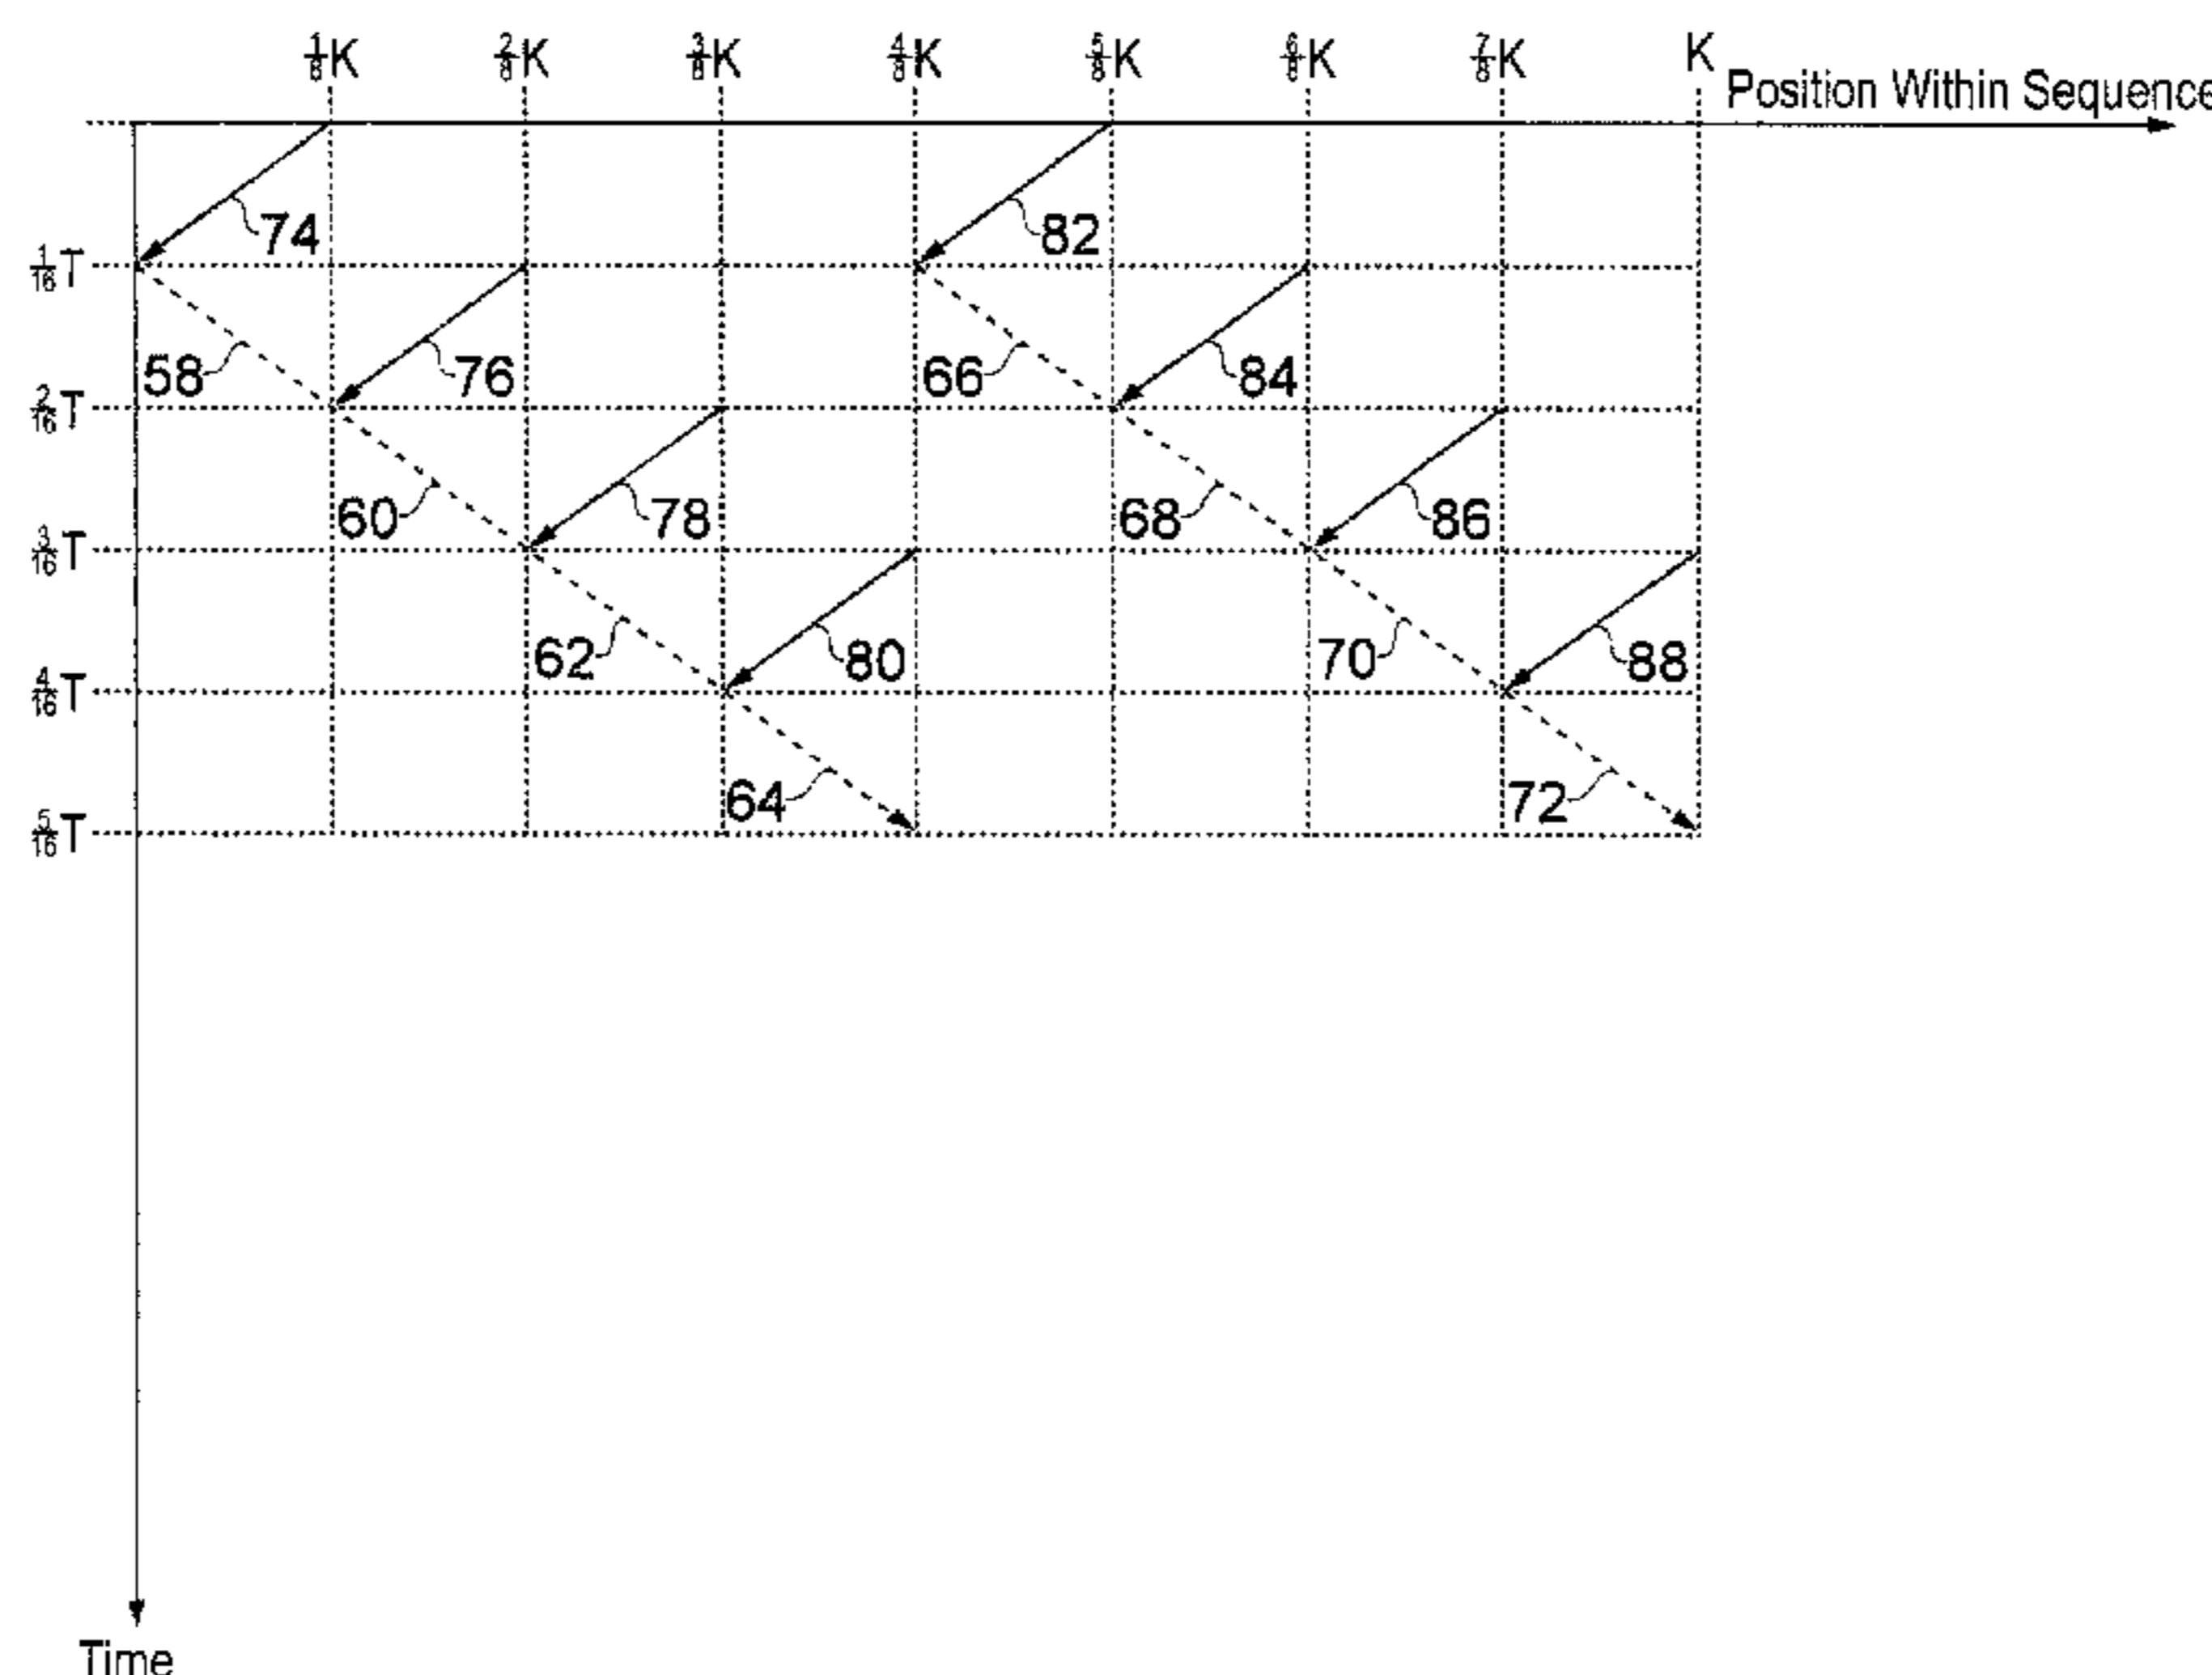 1/8K 2/8K 3/8K 4/8K 5/8K 6/8K 7/8K K
Position Within Sequence
74 82
1/16T
58 76 66 84
2/16T
60 78 68 86
3/16T
62 80 70 88
4/16T
64 72
5/16T
Time